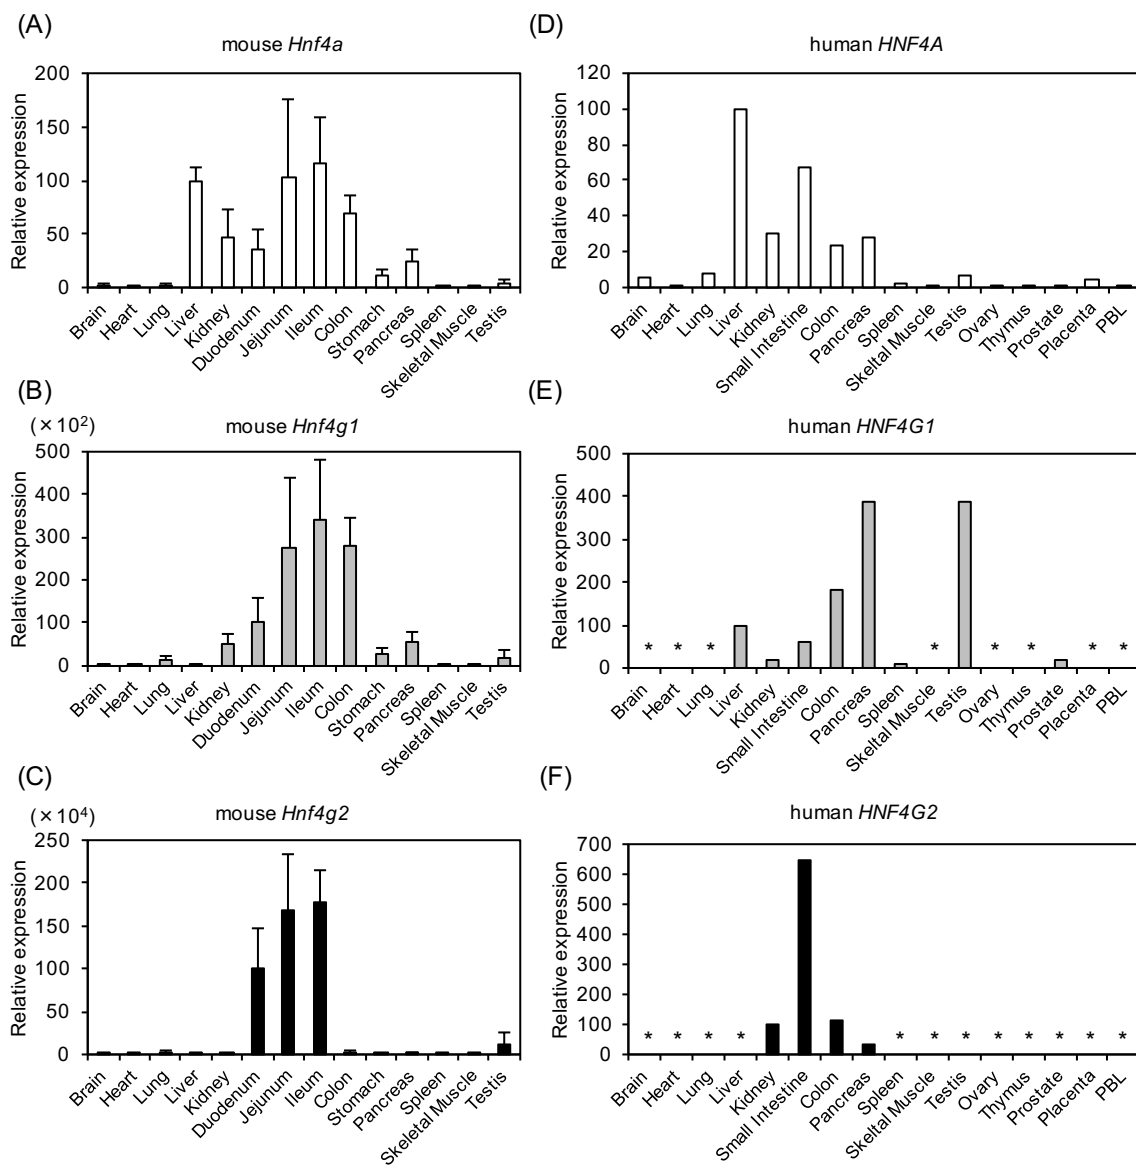 (A)
mouse Hnf4a
Relative expression
200
150
100
50
0
Brain
Heart
Lung
Liver
Kidney
Duodenum
Jejunum
Ileum
Colon
Stomach
Pancreas
Spleen
Skeletal Muscle
Testis
(D)
human HNF4A
Relative expression
120
100
80
60
40
20
0
Brain
Heart
Lung
Liver
Kidney
Small Intestine
Colon
Pancreas
Spleen
Skeltal Muscle
Testis
Ovary
Thymus
Prostate
Placenta
PBL
(B)
(×10²)
mouse Hnf4g1
Relative expression
500
400
300
200
100
0
Brain
Heart
Lung
Liver
Kidney
Duodenum
Jejunum
Ileum
Colon
Stomach
Pancreas
Spleen
Skeletal Muscle
Testis
(E)
human HNF4G1
Relative expression
500
400
300
200
100
0
* * * * * * * *
Brain
Heart
Lung
Liver
Kidney
Small Intestine
Colon
Pancreas
Spleen
Skeltal Muscle
Testis
Ovary
Thymus
Prostate
Placenta
PBL
(C)
(×10⁴)
mouse Hnf4g2
Relative expression
250
200
150
100
50
0
Brain
Heart
Lung
Liver
Kidney
Duodenum
Jejunum
Ileum
Colon
Stomach
Pancreas
Spleen
Skeletal Muscle
Testis
(F)
human HNF4G2
Relative expression
700
600
500
400
300
200
100
0
* * * * * * * * * * * *
Brain
Heart
Lung
Liver
Kidney
Small Intestine
Colon
Pancreas
Spleen
Skeltal Muscle
Testis
Ovary
Thymus
Prostate
Placenta
PBL